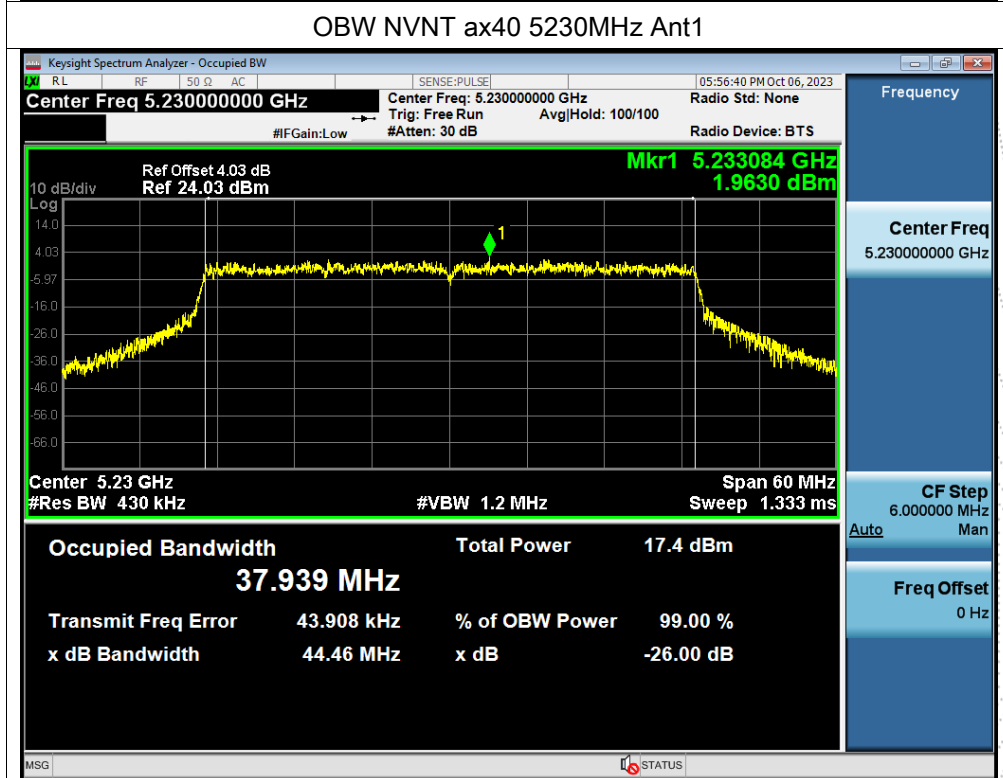 OBW NVNT ax40 5230MHz Ant1
Keysight Spectrum Analyzer - Occupied BW
LXI RL RF 50 Ω AC SENSE:PULSE 05:56:40 PM Oct 06, 2023
Center Freq 5.230000000 GHz Center Freq: 5.230000000 GHz Radio Std: None
Trig: Free Run Avg|Hold: 100/100
#IFGain:Low #Atten: 30 dB Radio Device: BTS
Mkr1 5.233084 GHz
1.9630 dBm
Ref Offset 4.03 dB
10 dB/div Ref 24.03 dBm
Log
14.0
4.03
-5.97
-16.0
-26.0
-36.0
-46.0
-56.0
-66.0
1
Center 5.23 GHz Span 60 MHz
#Res BW 430 kHz #VBW 1.2 MHz Sweep 1.333 ms
Occupied Bandwidth Total Power 17.4 dBm
37.939 MHz
Transmit Freq Error 43.908 kHz % of OBW Power 99.00 %
x dB Bandwidth 44.46 MHz x dB -26.00 dB
MSG STATUS
Frequency
Center Freq
5.230000000 GHz
CF Step
6.000000 MHz
Auto Man
Freq Offset
0 Hz